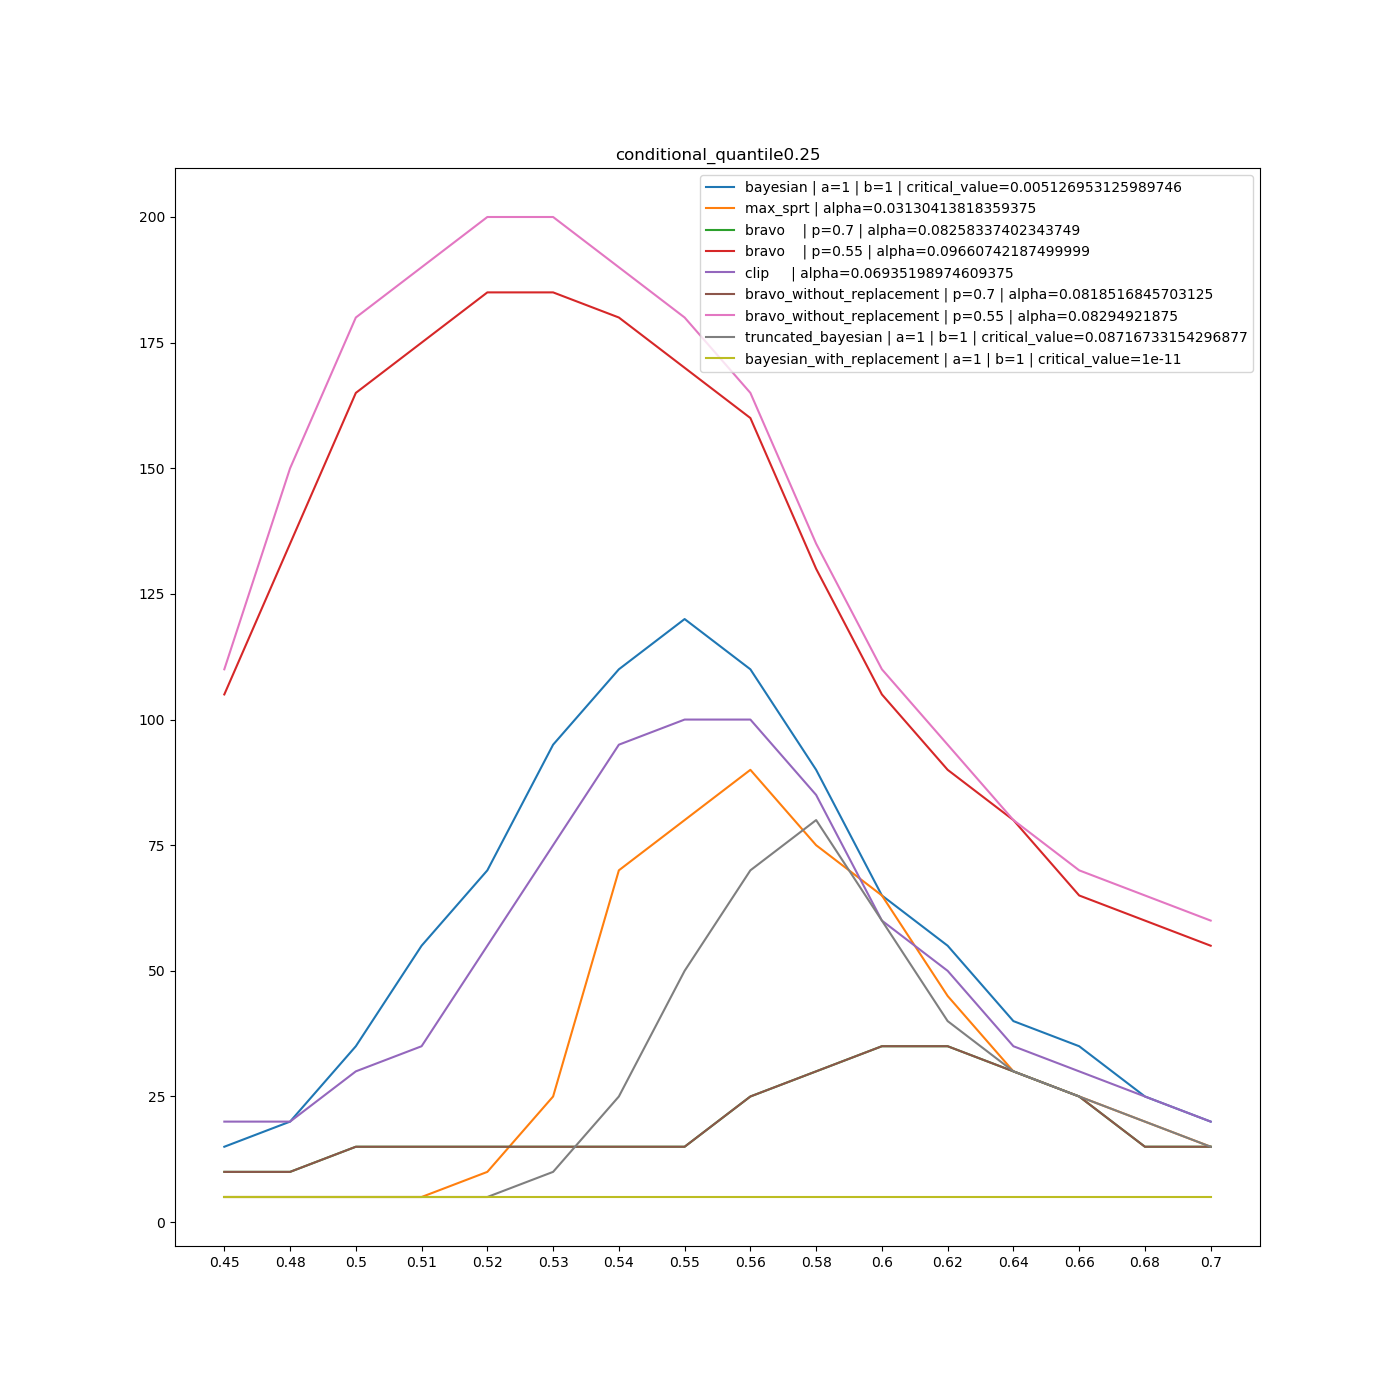 conditional_quantile0.25
bayesian | a=1 | b=1 | critical_value=0.005126953125989746
max_sprt | alpha=0.03130413818359375
bravo    | p=0.7 | alpha=0.08258337402343749
bravo    | p=0.55 | alpha=0.09660742187499999
clip     | alpha=0.06935198974609375
bravo_without_replacement | p=0.7 | alpha=0.0818516845703125
bravo_without_replacement | p=0.55 | alpha=0.08294921875
truncated_bayesian | a=1 | b=1 | critical_value=0.08716733154296877
bayesian_with_replacement | a=1 | b=1 | critical_value=1e-11
200
175
150
125
100
75
50
25
0
0.45 0.48 0.5 0.51 0.52 0.53 0.54 0.55 0.56 0.58 0.6 0.62 0.64 0.66 0.68 0.7